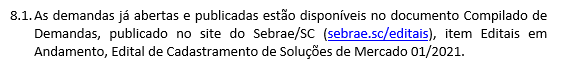 8.1. As demandas já abertas e publicadas estão disponíveis no documento Compilado de
Demandas, publicado no site do Sebrae/SC (sebrae.sc/editais), item Editais em
Andamento, Edital de Cadastramento de Soluções de Mercado 01/2021.